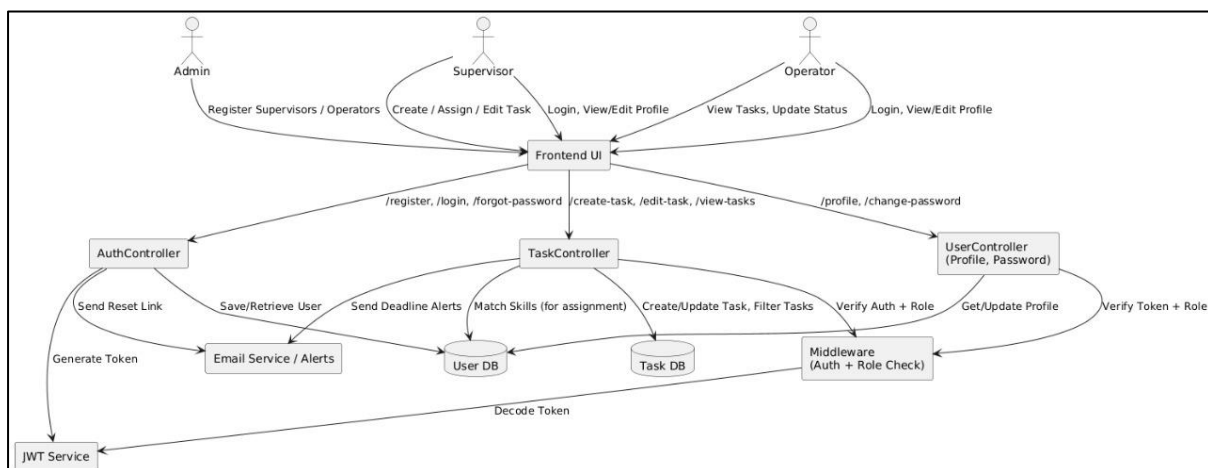 Admin
Supervisor
Operator
Register Supervisors / Operators
Create / Assign / Edit Task
Login, View/Edit Profile
View Tasks, Update Status
Login, View/Edit Profile
Frontend UI
/register, /login, /forgot-password
/create-task, /edit-task, /view-tasks
/profile, /change-password
AuthController
TaskController
UserController
(Profile, Password)
Send Reset Link
Save/Retrieve User
Send Deadline Alerts
Match Skills (for assignment)
Create/Update Task, Filter Tasks
Verify Auth + Role
Get/Update Profile
Verify Token + Role
Generate Token
Email Service / Alerts
User DB
Task DB
Middleware
(Auth + Role Check)
Decode Token
JWT Service